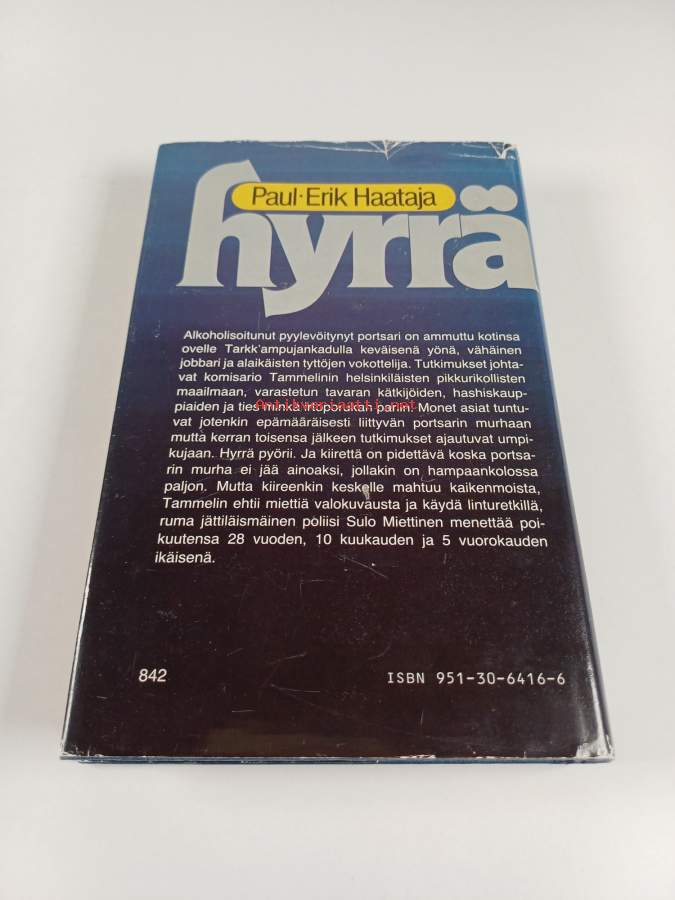 Paul-Erik Haataja
hyrrä
Alkoholisoitunut pyylevöitynyt portsari on ammuttu kotinsa
ovelle Tarkk'ampujankadulla keväisenä yönä, vähäinen
jobbari ja alaikäisten tyttöjen vokottelija. Tutkimukset johta-
vat komisario Tammelinin helsinkiläisten pikkurikollisten
maailmaan, varastetun tavaran kätkijöiden, hashiskaup-
piaiden ja ties minkä iltaporukan pariin. Monet asiat tuntu-
Antikvariaatti.net
vat jotenkin epämääräisesti liittyvän portsarin murhaan
mutta kerran toisensa jälkeen tutkimukset ajautuvat umpi-
kujaan. Hyrrä pyörii. Ja kiirettä on pidettävä koska portsa-
rin murha ei jää ainoaksi, jollakin on hampaankolossa
paljon. Mutta kiireenkin keskelle mahtuu kaikenmoista,
Tammelin ehtii miettiä valokuvausta ja käydä linturetkillä,
ruma jättiläismäinen poliisi Sulo Miettinen menettää poi-
kuutensa 28 vuoden, 10 kuukauden ja 5 vuorokauden
ikäisenä.
842
ISBN 951-30-6416-6